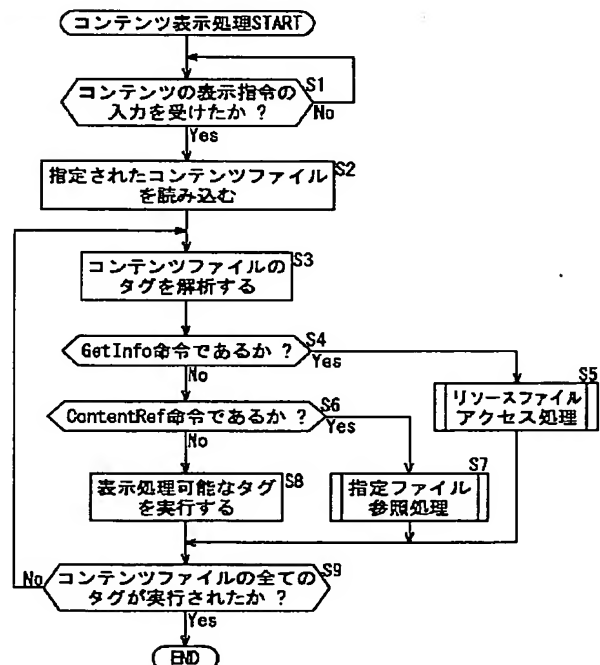 コンテンツ表示処理START
S1
コンテンツの表示指令の
入力を受けたか ?
No
Yes
S2
指定されたコンテンツファイル
を読み込む
S3
コンテンツファイルの
タグを解析する
S4
GetInfo命令であるか ?
Yes
No
S5
リソースファイル
アクセス処理
S6
ContentRef命令であるか ?
Yes
No
S7
指定ファイル
参照処理
S8
表示処理可能なタグ
を実行する
S9
No
コンテンツファイルの全ての
タグが実行されたか ?
Yes
END